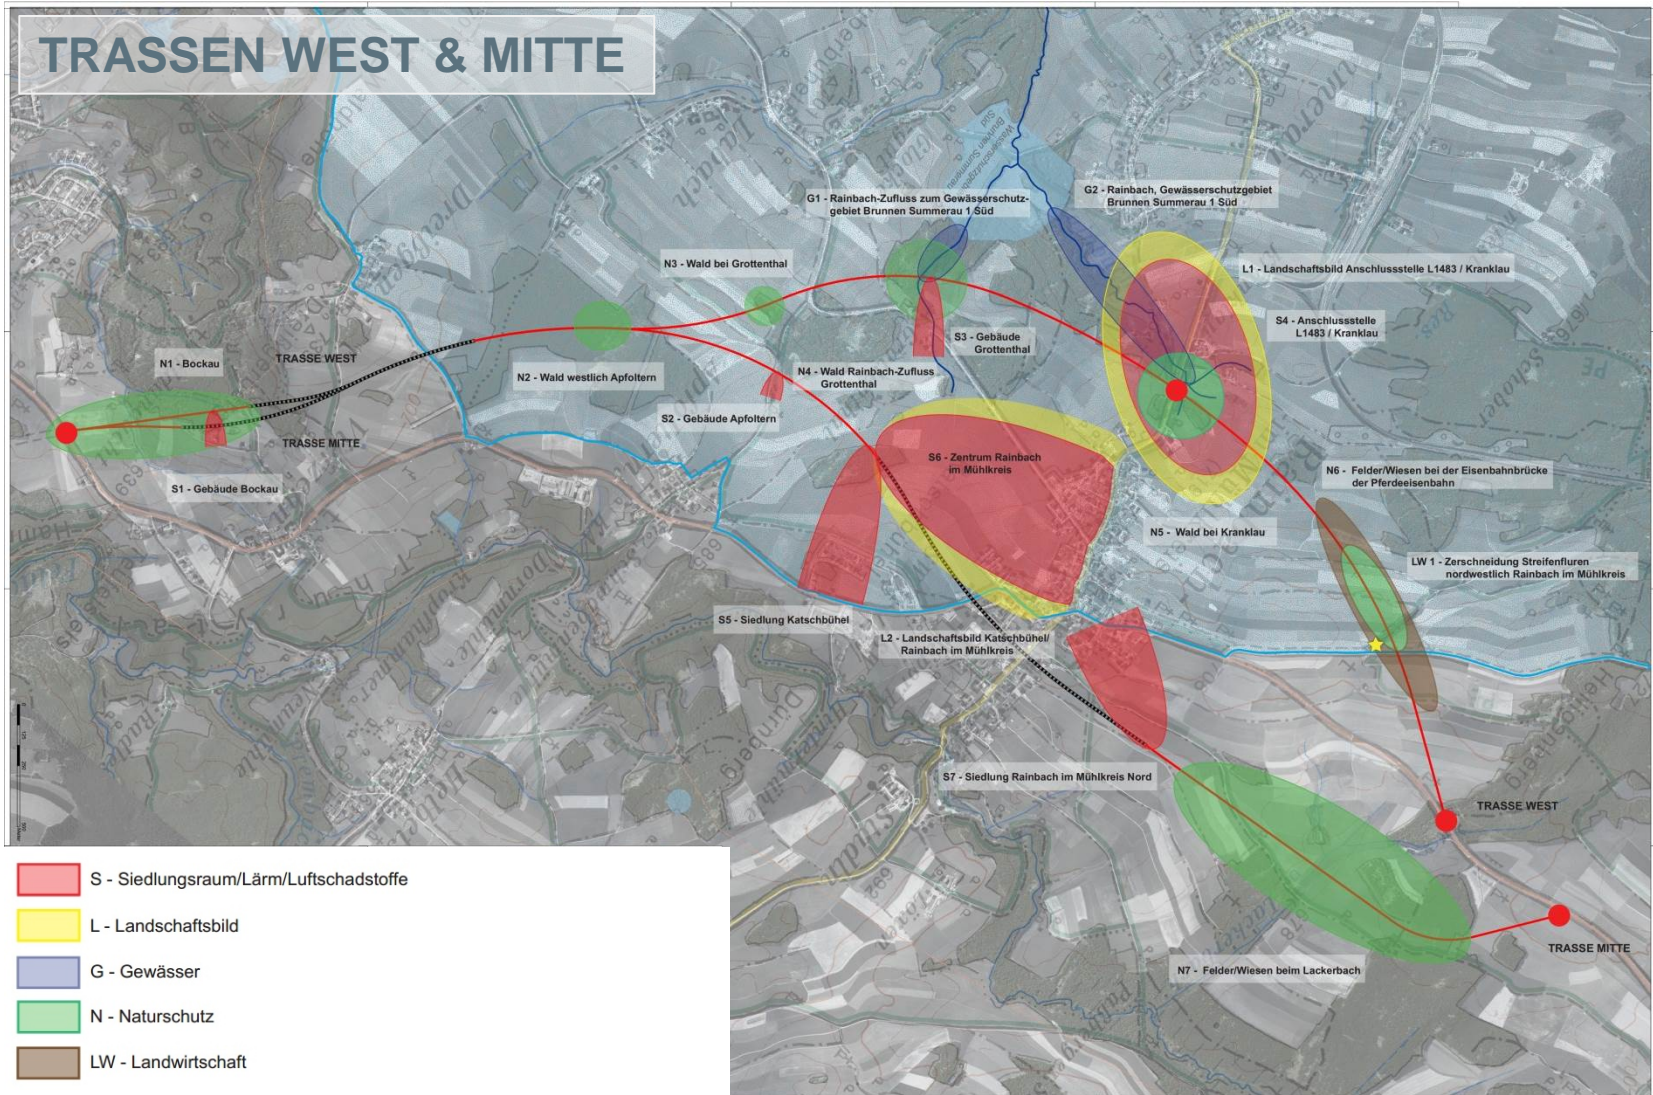 TRASSEN WEST & MITTE
G2 - Rainbach, Gewässerschutzgebiet
Brunnen Summerau 1 Süd
G1 - Rainbach-Zufluss zum Gewässerschutz-
gebiet Brunnen Summerau 1 Süd
N3 - Wald bei Grottenthal
L1 - Landschaftsbild Anschlussstelle L1483 / Kranklau
S4 - Anschlussstelle
L1483 / Kranklau
S3 - Gebäude
Grottenthal
TRASSE WEST
N1 - Bockau
N2 - Wald westlich Apfoltern
N4 - Wald Rainbach-Zufluss
Grottenthal
S2 - Gebäude Apfoltern
TRASSE MITTE
S6 - Zentrum Rainbach
im Mühlkreis
N6 - Felder/Wiesen bei der Eisenbahnbrücke
der Pferdeeisenbahn
S1 - Gebäude Bockau
N5 - Wald bei Kranklau
LW 1 - Zerschneidung Streifenfluren
nordwestlich Rainbach im Mühlkreis
S5 - Siedlung Katschbühel
L2 - Landschaftsbild Katschbühel/
Rainbach im Mühlkreis
S7 - Siedlung Rainbach im Mühlkreis Nord
TRASSE WEST
TRASSE MITTE
N7 - Felder/Wiesen beim Lackerbach
S - Siedlungsraum/Lärm/Luftschadstoffe
L - Landschaftsbild
G - Gewässer
N - Naturschutz
LW - Landwirtschaft